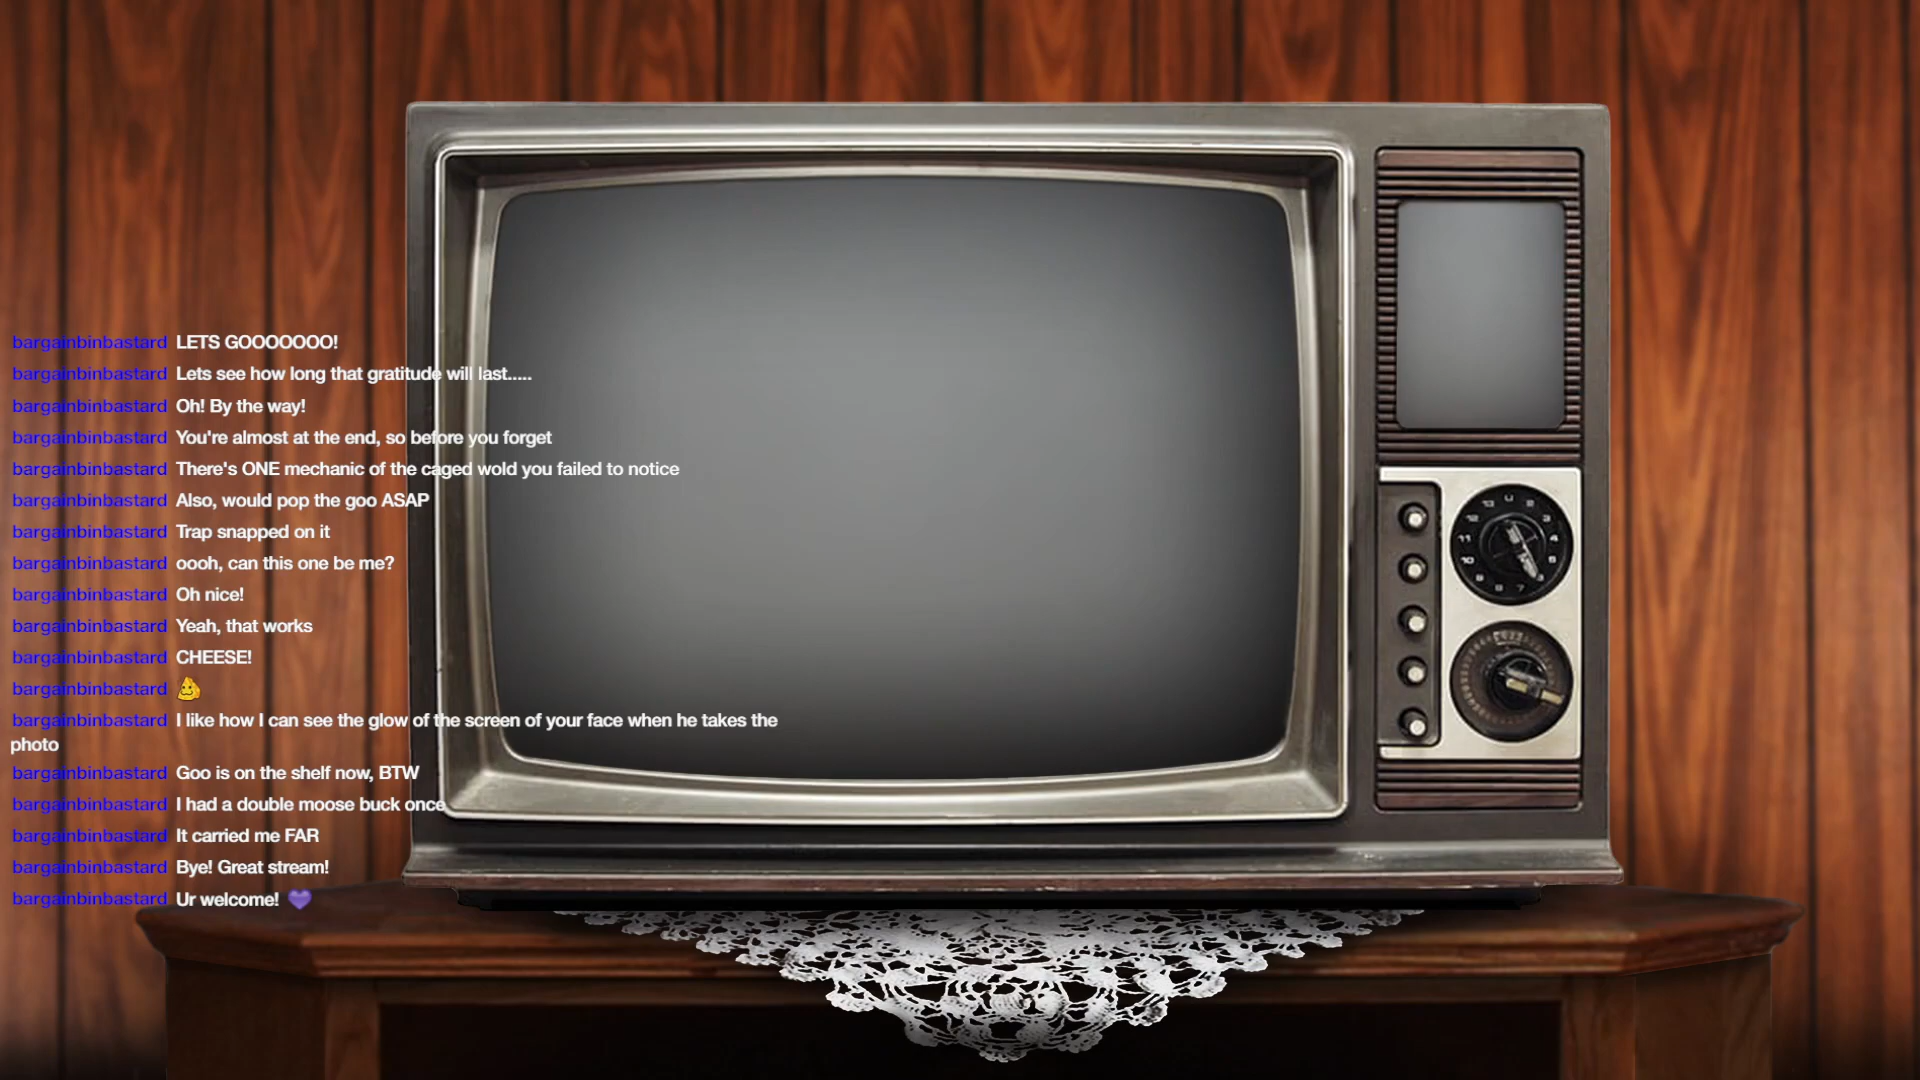 bargainbinbastard LETS GOOOOOOO!
bargainbinbastard Lets see how long that gratitude will last.....
bargainbinbastard Oh! By the way!
bargainbinbastard You're almost at the end, so before you forget
bargainbinbastard There's ONE mechanic of the caged wold you failed to notice
bargainbinbastard Also, would pop the goo ASAP
bargainbinbastard Trap snapped on it
bargainbinbastard oooh, can this one be me?
bargainbinbastard Oh nice!
bargainbinbastard Yeah, that works
bargainbinbastard CHEESE!
bargainbinbastard
bargainbinbastard I like how I can see the glow of the screen of your face when he takes the
photo
bargainbinbastard Goo is on the shelf now, BTW
bargainbinbastard I had a double moose buck once
bargainbinbastard It carried me FAR
bargainbinbastard Bye! Great stream!
bargainbinbastard Ur welcome! 💜